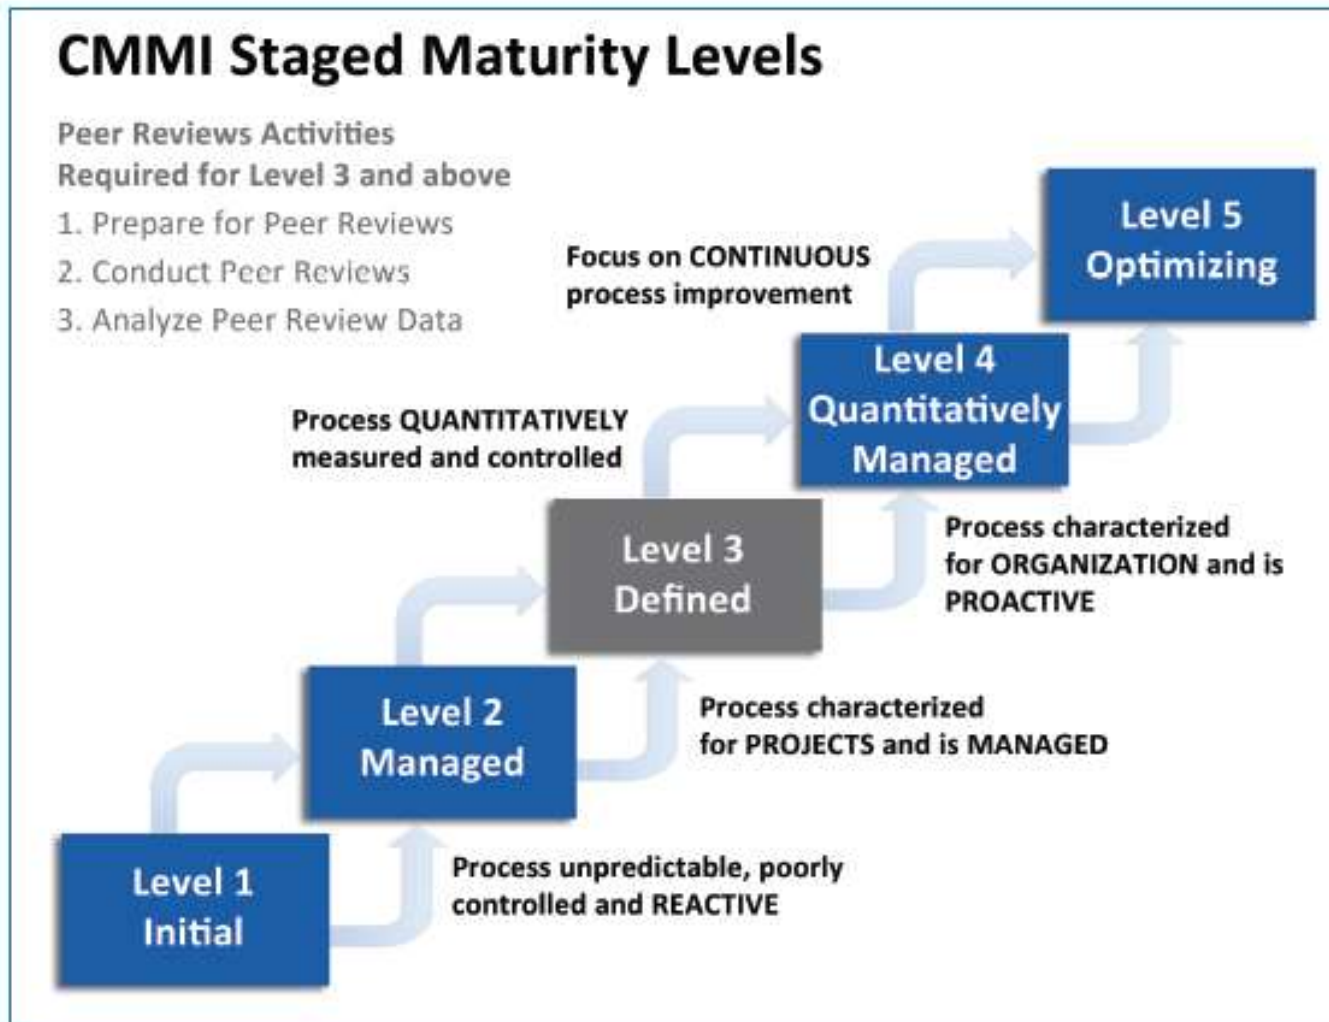 CMMI Staged Maturity Levels
Peer Reviews Activities
Required for Level 3 and above
1. Prepare for Peer Reviews
2. Conduct Peer Reviews
3. Analyze Peer Review Data
Level 5
Optimizing
Focus on CONTINUOUS
process improvement
Level 4
Quantitatively
Managed
Process QUANTITATIVELY
measured and controlled
Level 3
Defined
Process characterized
for ORGANIZATION and is
PROACTIVE
Level 2
Managed
Process characterized
for PROJECTS and is MANAGED
Level 1
Initial
Process unpredictable, poorly
controlled and REACTIVE